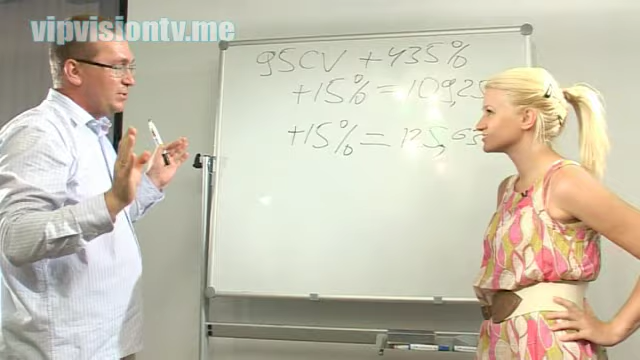 vipvisiontv.me
95CV +435%
+15% = 109,25
+15% = 125,63